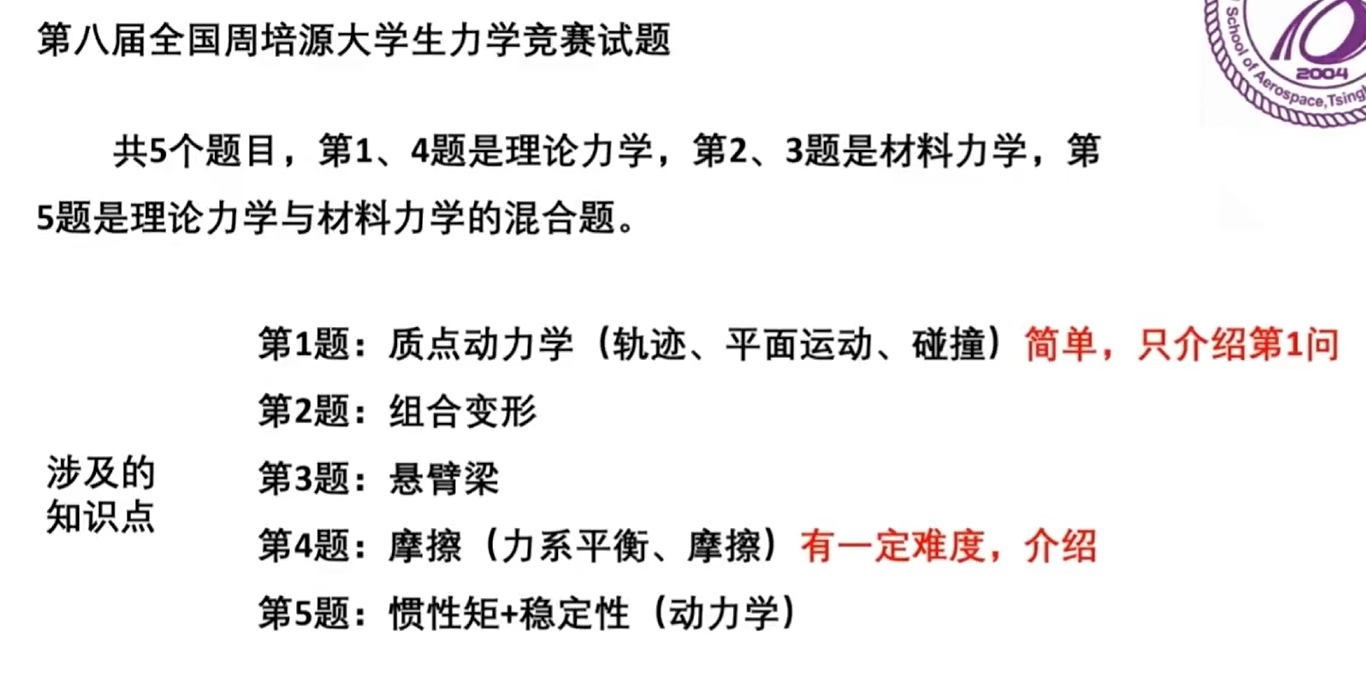 第八届全国周培源大学生力学竞赛试题
2004
School of Aerospace,Tsing
共5个题目，第1、4题是理论力学，第2、3题是材料力学，第
5题是理论力学与材料力学的混合题。
第1题：质点动力学（轨迹、平面运动、碰撞）简单，只介绍第1问
第2题：组合变形
涉及的
知识点
第3题：悬臂梁
第4题：摩擦（力系平衡、摩擦）有一定难度，介绍
第5题：惯性矩+稳定性（动力学）